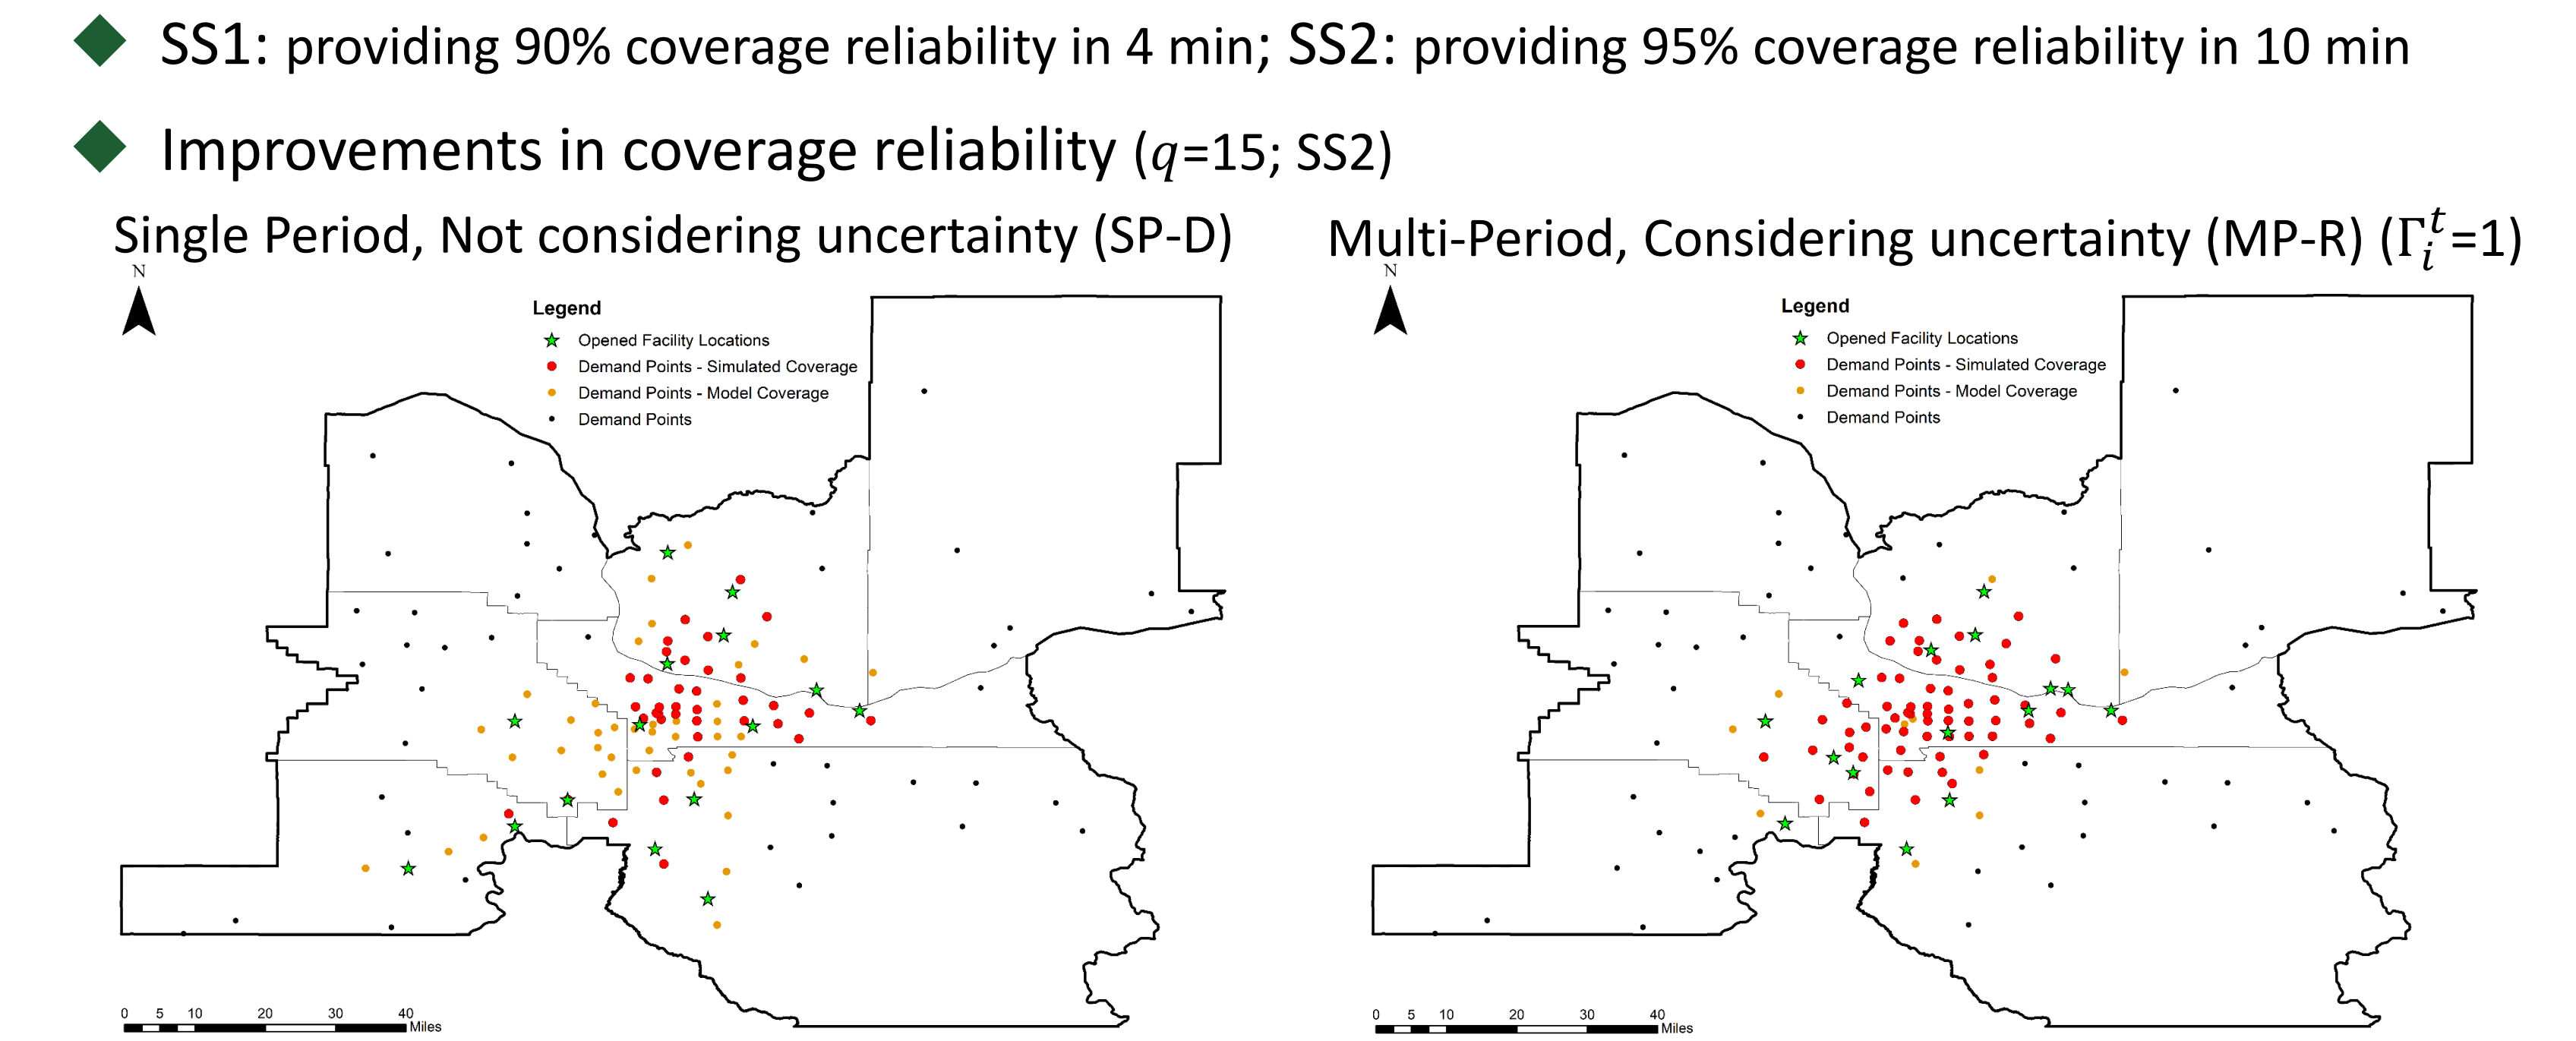 SS1: providing 90% coverage reliability in 4 min; SS2: providing 95% coverage reliability in 10 min
Improvements in coverage reliability (q=15; SS2)
Single Period, Not considering uncertainty (SP-D)
N
Legend
Opened Facility Locations
Demand Points - Simulated Coverage
Demand Points - Model Coverage
Demand Points
0 5 10 20 30 40
Miles
Multi-Period, Considering uncertainty (MP-R) (Γᵢᵗ=1)
N
Legend
Opened Facility Locations
Demand Points - Simulated Coverage
Demand Points - Model Coverage
Demand Points
0 5 10 20 30 40
Miles